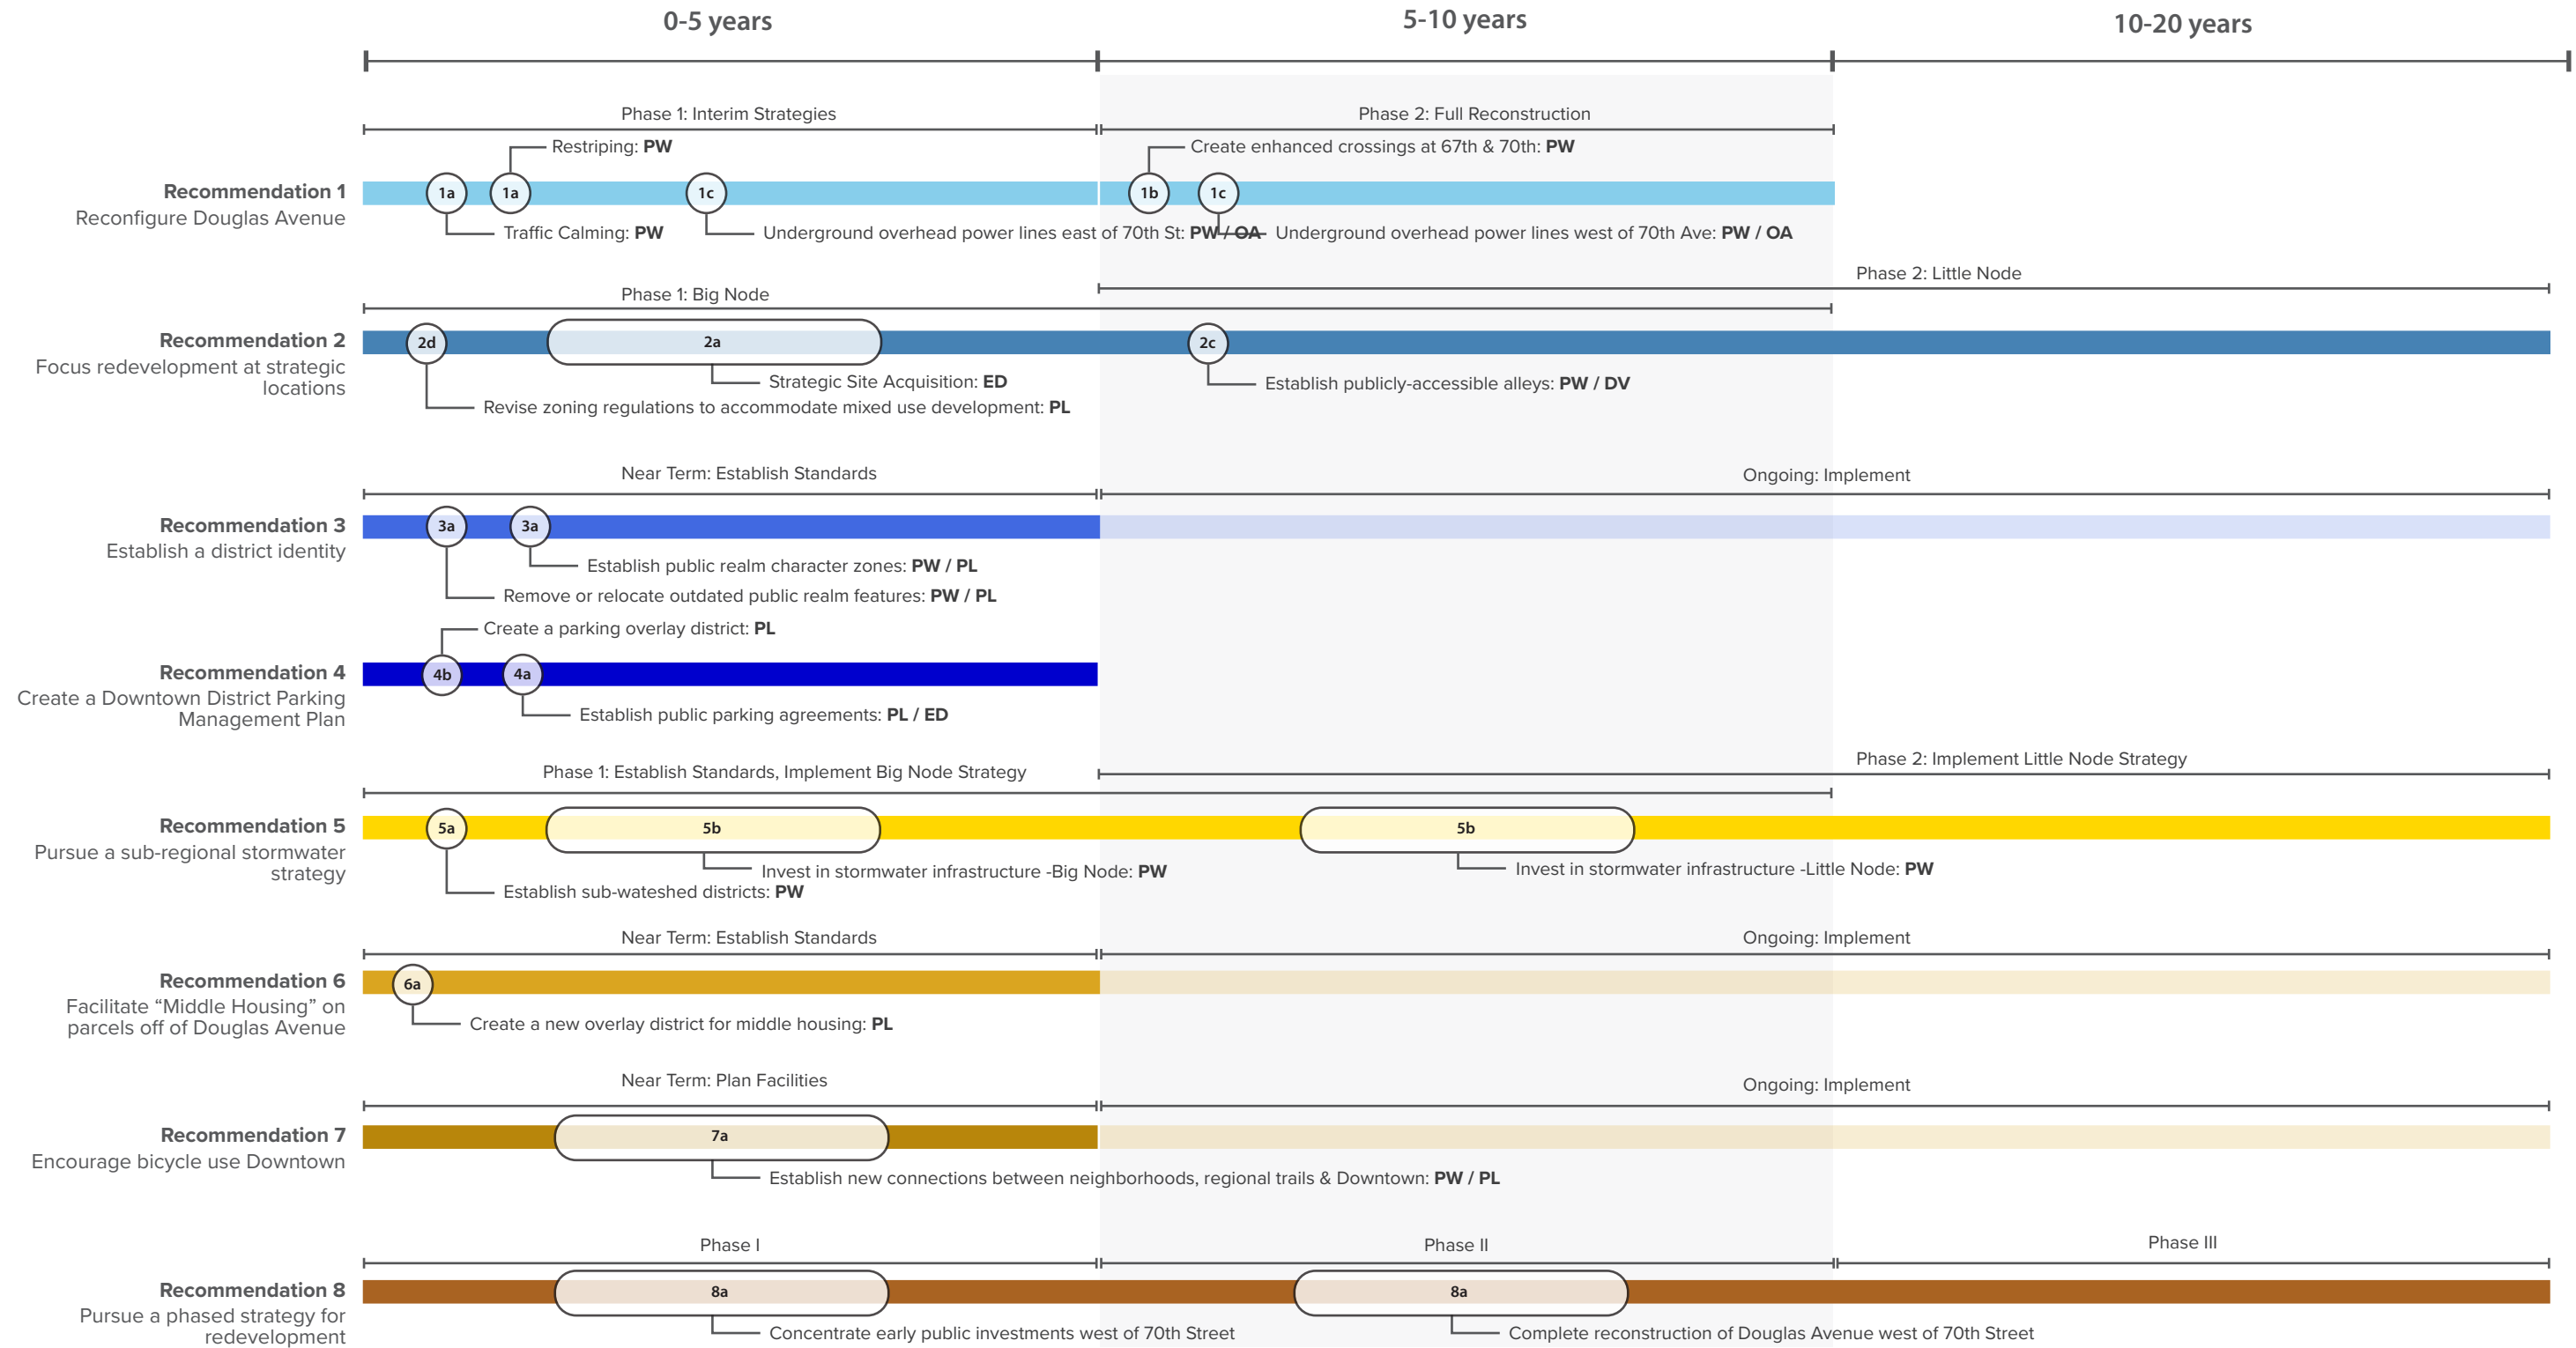 0-5 years
5-10 years
10-20 years
Phase 1: Interim Strategies
Phase 2: Full Reconstruction
Restriping: PW
Create enhanced crossings at 67th & 70th: PW
Recommendation 1
Reconfigure Douglas Avenue
1a
1a
1c
1b
1c
Traffic Calming: PW
Underground overhead power lines east of 70th St: PW / OA
Underground overhead power lines west of 70th Ave: PW / OA
Phase 2: Little Node
Phase 1: Big Node
Recommendation 2
Focus redevelopment at strategic
locations
2d
2a
2c
Strategic Site Acquisition: ED
Establish publicly-accessible alleys: PW / DV
Revise zoning regulations to accommodate mixed use development: PL
Near Term: Establish Standards
Ongoing: Implement
Recommendation 3
Establish a district identity
3a
3a
Establish public realm character zones: PW / PL
Remove or relocate outdated public realm features: PW / PL
Create a parking overlay district: PL
Recommendation 4
Create a Downtown District Parking
Management Plan
4b
4a
Establish public parking agreements: PL / ED
Phase 2: Implement Little Node Strategy
Phase 1: Establish Standards, Implement Big Node Strategy
Recommendation 5
Pursue a sub-regional stormwater
strategy
5a
5b
5b
Invest in stormwater infrastructure -Big Node: PW
Invest in stormwater infrastructure -Little Node: PW
Establish sub-wateshed districts: PW
Near Term: Establish Standards
Ongoing: Implement
Recommendation 6
Facilitate “Middle Housing” on
parcels off of Douglas Avenue
6a
Create a new overlay district for middle housing: PL
Near Term: Plan Facilities
Ongoing: Implement
Recommendation 7
Encourage bicycle use Downtown
7a
Establish new connections between neighborhoods, regional trails & Downtown: PW / PL
Phase I
Phase II
Phase III
Recommendation 8
Pursue a phased strategy for
redevelopment
8a
8a
Concentrate early public investments west of 70th Street
Complete reconstruction of Douglas Avenue west of 70th Street